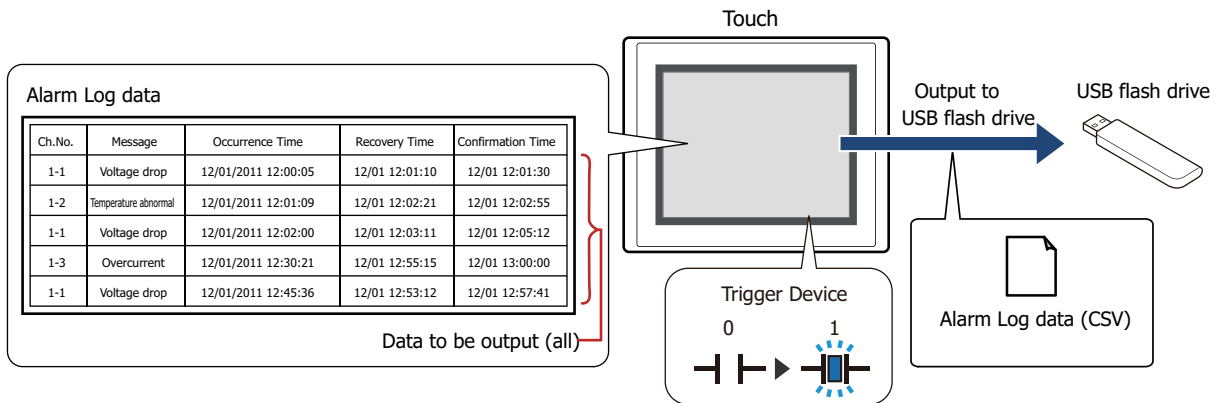 Touch
Alarm Log data
Ch.No. Message Occurrence Time Recovery Time Confirmation Time
1-1 Voltage drop 12/01/2011 12:00:05 12/01 12:01:10 12/01 12:01:30
1-2 Temperature abnormal 12/01/2011 12:01:09 12/01 12:02:21 12/01 12:02:55
1-1 Voltage drop 12/01/2011 12:02:00 12/01 12:03:11 12/01 12:05:12
1-3 Overcurrent 12/01/2011 12:30:21 12/01 12:55:15 12/01 13:00:00
1-1 Voltage drop 12/01/2011 12:45:36 12/01 12:53:12 12/01 12:57:41
Data to be output (all)
Output to
USB flash drive
USB flash drive
Trigger Device
0 1
Alarm Log data (CSV)